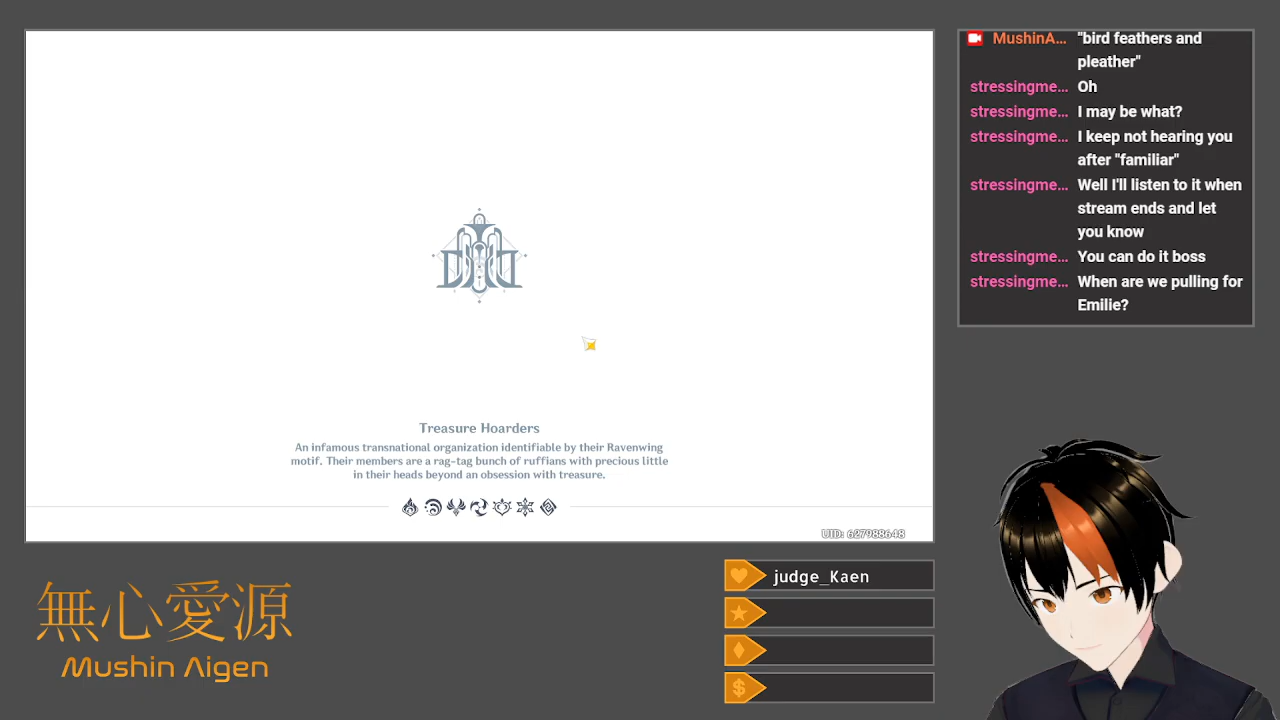 MushinA... "bird feathers and
pleather"
stressingme... Oh
stressingme... I may be what?
stressingme... I keep not hearing you
after "familiar"
stressingme... Well I'll listen to it when
stream ends and let
you know
stressingme... You can do it boss
stressingme... When are we pulling for
Emilie?
Treasure Hoarders
An infamous transnational organization identifiable by their Ravenwing
motif. Their members are a rag-tag bunch of ruffians with precious little
in their heads beyond an obsession with treasure.
UID: 627988648
無心愛源
Mushin Aigen
judge_Kaen
$